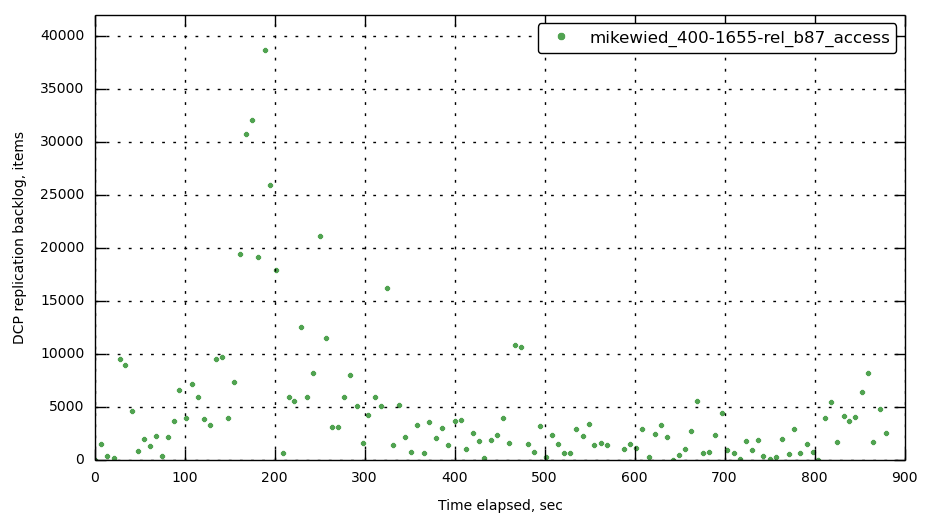 mikewied_400-1655-rel_b87_access
40000
35000
30000
25000
20000
15000
10000
5000
0
DCP replication backlog, items
0 100 200 300 400 500 600 700 800 900
Time elapsed, sec